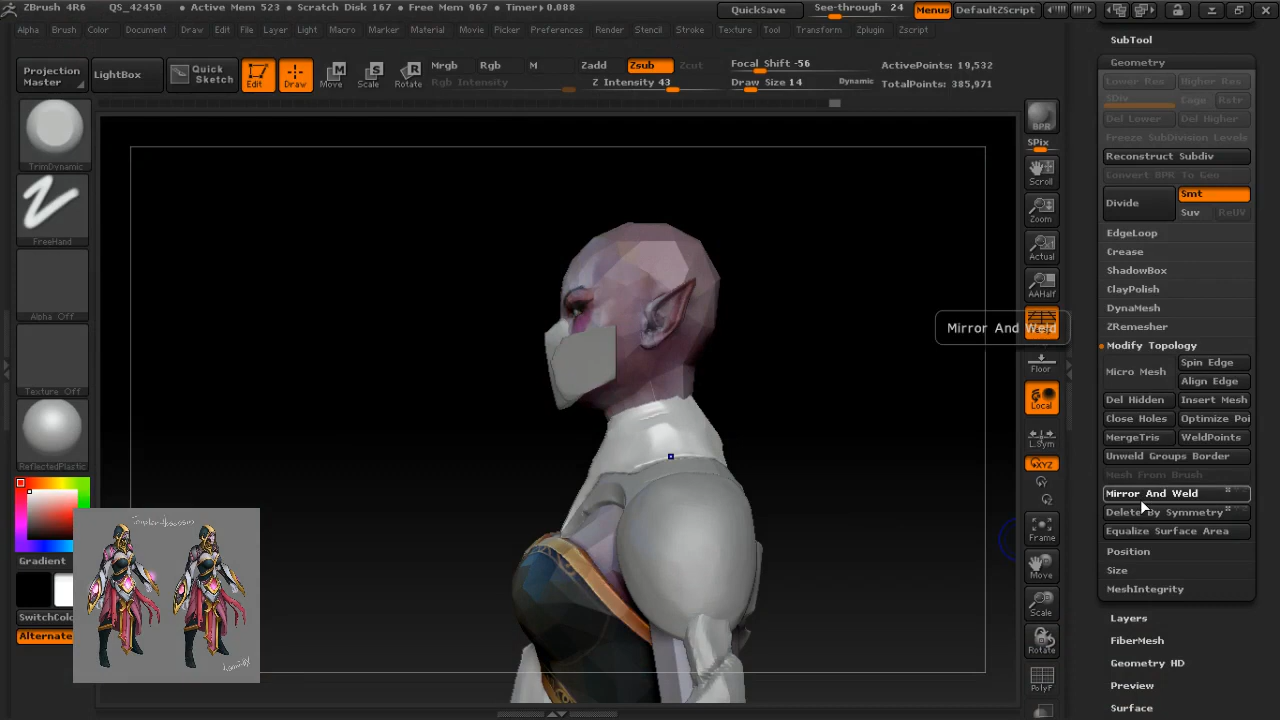 ZBrush 4R6 QS_42450 • Active Mem 523 • Scratch Disk 167 • Free Mem 967 • Timer▸0.088 QuickSave See-through 24 Menus DefaultZScript
Alpha Brush Color Document Draw Edit File Layer Light Macro Marker Material Movie Picker Preferences Render Stencil Stroke Texture Tool Transform Zplugin Zscript
Projection Master LightBox Quick Sketch Edit Draw Move Scale Rotate
Mrgb Rgb M Zadd Zsub Zcut Focal Shift -56 ActivePoints 19,532
Rgb Intensity Z Intensity 43 Draw Size 14 Dynamic TotalPoints 385,971
TrimDynamic
FreeHand
Alpha Off
Texture Off
ReflectedPlastic
Gradient
SwitchColo
Alternate
BPR
SPix
Scroll
Zoom
Actual
AAHalf
Floor
Local
L.Sym
XYZ
Frame
Move
Scale
Rotate
PolyF
Mirror And Weld
SubTool
Geometry
Lower Res Higher Res
SDiv Edge Rstr
Del Lower Del Higher
Freeze SubDivision Levels
Reconstruct Subdiv
Convert BPR To Geo
Divide Smt
Suv ReUV
EdgeLoop
Crease
ShadowBox
ClayPolish
DynaMesh
ZRemesher
Modify Topology
Micro Mesh Spin Edge
Align Edge
Del Hidden Insert Mesh
Close Holes Optimize Poi
MergeTris WeldPoints
Unweld Groups Border
Mesh From Brush
Mirror And Weld
Delete By Symmetry
Equalize Surface Area
Position
Size
MeshIntegrity
Layers
FiberMesh
Geometry HD
Preview
Surface